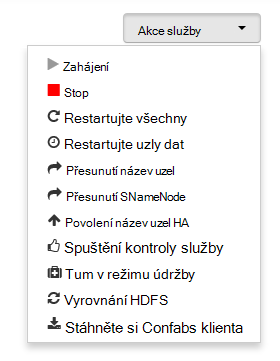 Akce služby
Zahájení
Stop
Restartujte všechny
Restartujte uzly dat
Přesunutí název uzel
Přesunutí SNameNode
Povolení název uzel HA
Spuštění kontroly služby
Tum v režimu údržby
Vyrovnání HDFS
Stáhněte si Confabs klienta